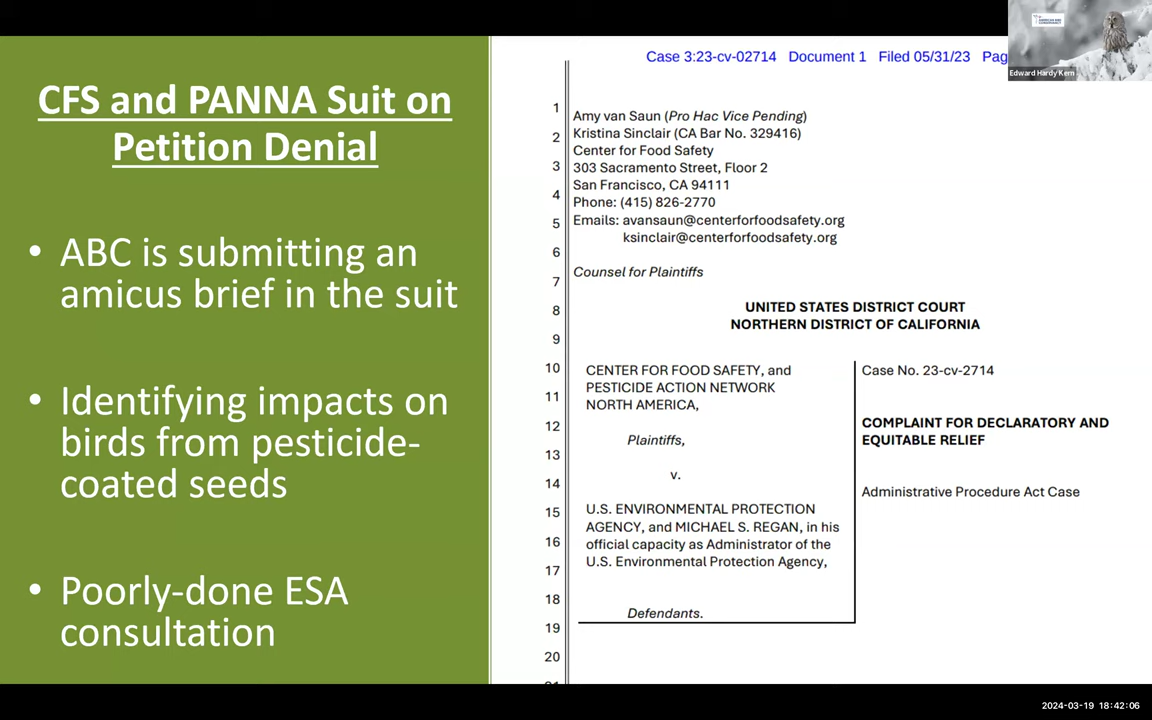 CFS and PANNA Suit on
Petition Denial
• ABC is submitting an
amicus brief in the suit
• Identifying impacts on
birds from pesticide-
coated seeds
• Poorly-done ESA
consultation
Case 3:23-cv-02714 Document 1 Filed 05/31/23 Pag
1
2
3
4
5
6
7
8
9
10
11
12
13
14
15
16
17
18
19
20
Amy van Saun (Pro Hac Vice Pending)
Kristina Sinclair (CA Bar No. 329416)
Center for Food Safety
303 Sacramento Street, Floor 2
San Francisco, CA 94111
Phone: (415) 826-2770
Emails: avansaun@centerforfoodsafety.org
ksinclair@centerforfoodsafety.org
Counsel for Plaintiffs
UNITED STATES DISTRICT COURT
NORTHERN DISTRICT OF CALIFORNIA
CENTER FOR FOOD SAFETY, and
PESTICIDE ACTION NETWORK
NORTH AMERICA,
Plaintiffs,
v.
U.S. ENVIRONMENTAL PROTECTION
AGENCY, and MICHAEL S. REGAN, in his
official capacity as Administrator of the
U.S. Environmental Protection Agency,
Defendants.
Case No. 23-cv-2714
COMPLAINT FOR DECLARATORY AND
EQUITABLE RELIEF
Administrative Procedure Act Case
Edward Hardy Kern
2024-03-19 18:42:06